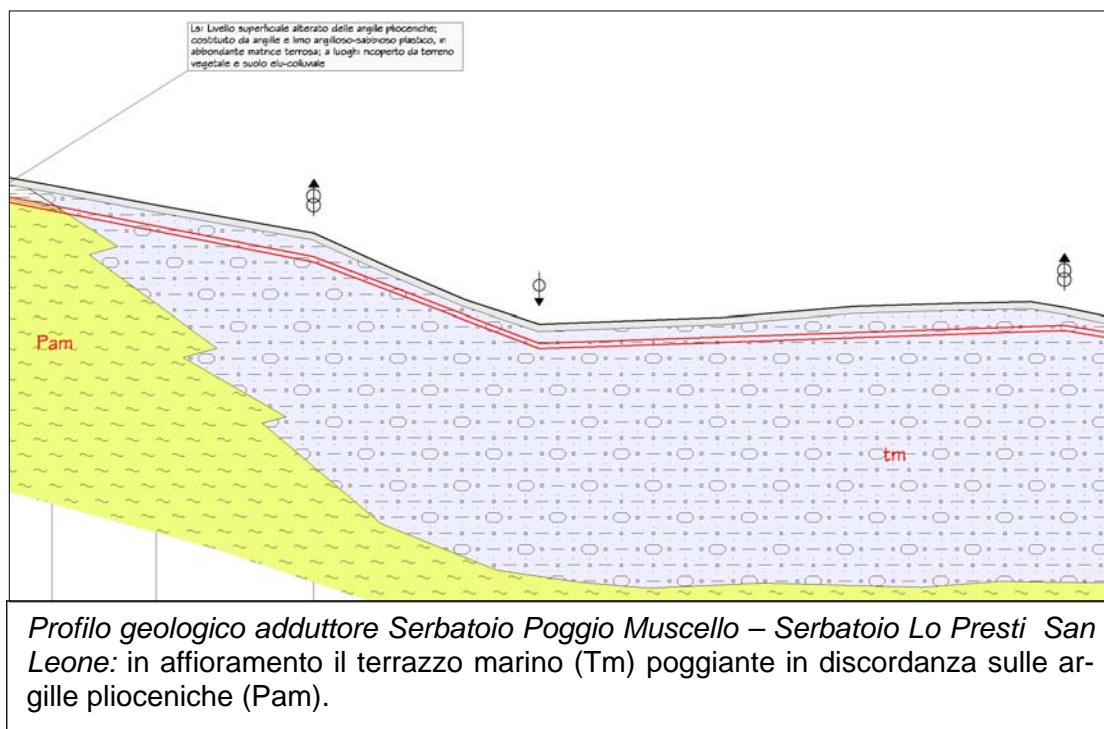 Ls: Livello superficiale alterato delle argille plioceniche;
costituito da argille e limo argilloso-sabbioso plastico, in
abbondante matrice terrosa; a luoghi ricoperto da terreno
vegetale e suolo elu-colluviale
Pam
tm
Profilo geologico adduttore Serbatoio Poggio Muscello – Serbatoio Lo Presti San
Leone: in affioramento il terrazzo marino (Tm) poggiante in discordanza sulle ar-
gille plioceniche (Pam).